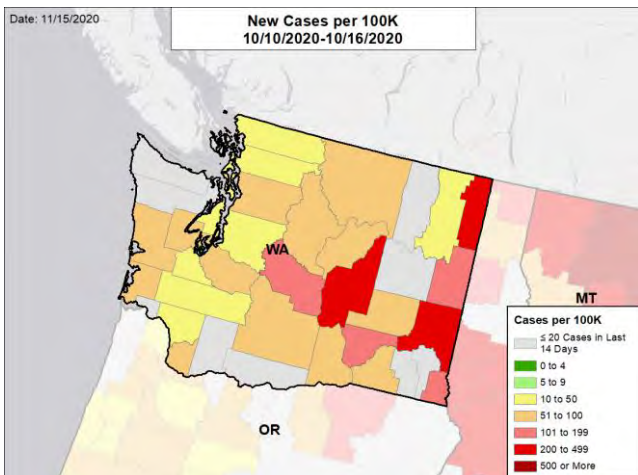 Date: 11/15/2020
New Cases per 100K
10/10/2020-10/16/2020
WA
MT
OR
Cases per 100K
≤ 20 Cases in Last
14 Days
0 to 4
5 to 9
10 to 50
51 to 100
101 to 199
200 to 499
500 or More